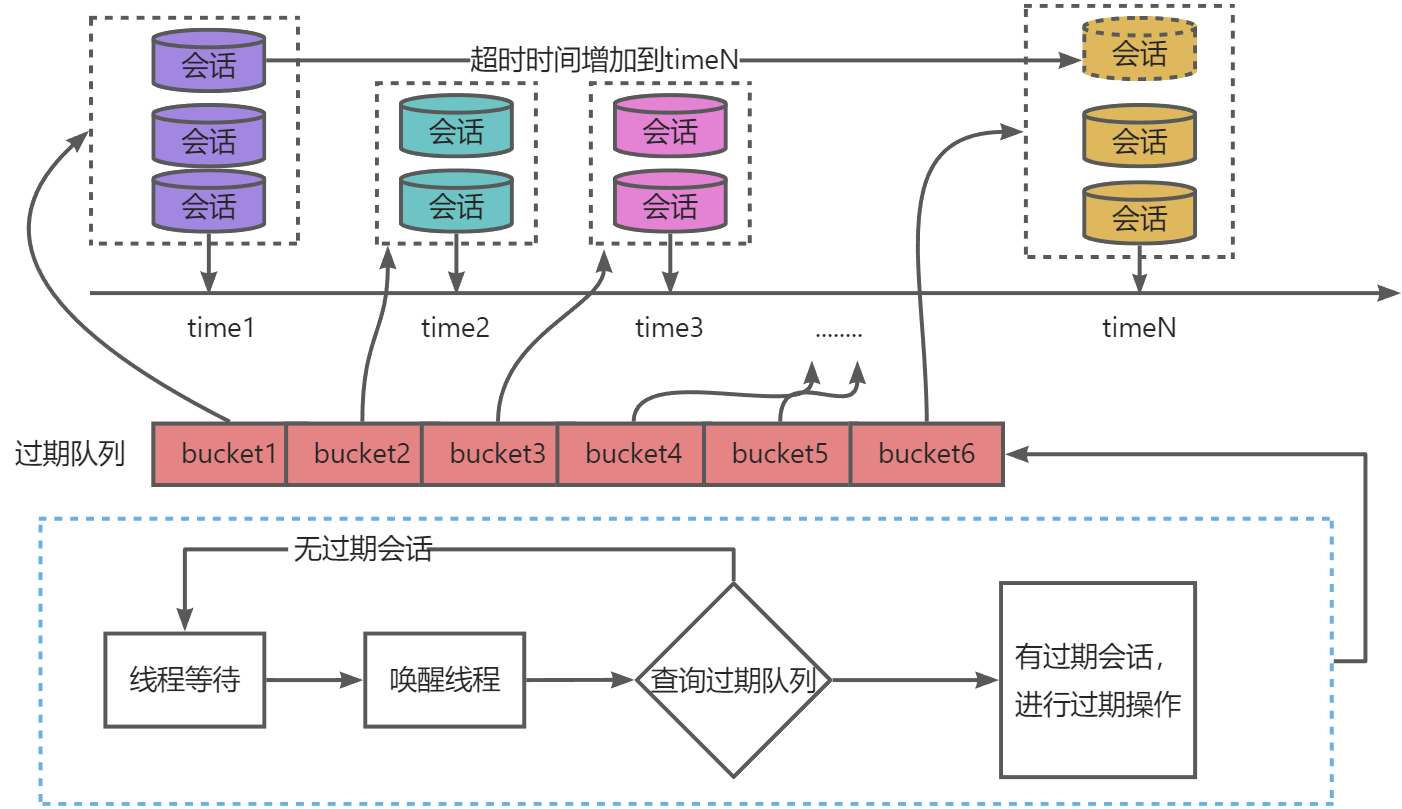 会话
超时时间增加到timeN
会话
会话
会话
会话
会话
会话
会话
会话
会话
会话
time1
time2
time3
........
timeN
过期队列
bucket1
bucket2
bucket3
bucket4
bucket5
bucket6
无过期会话
线程等待
唤醒线程
查询过期队列
有过期会话，
进行过期操作